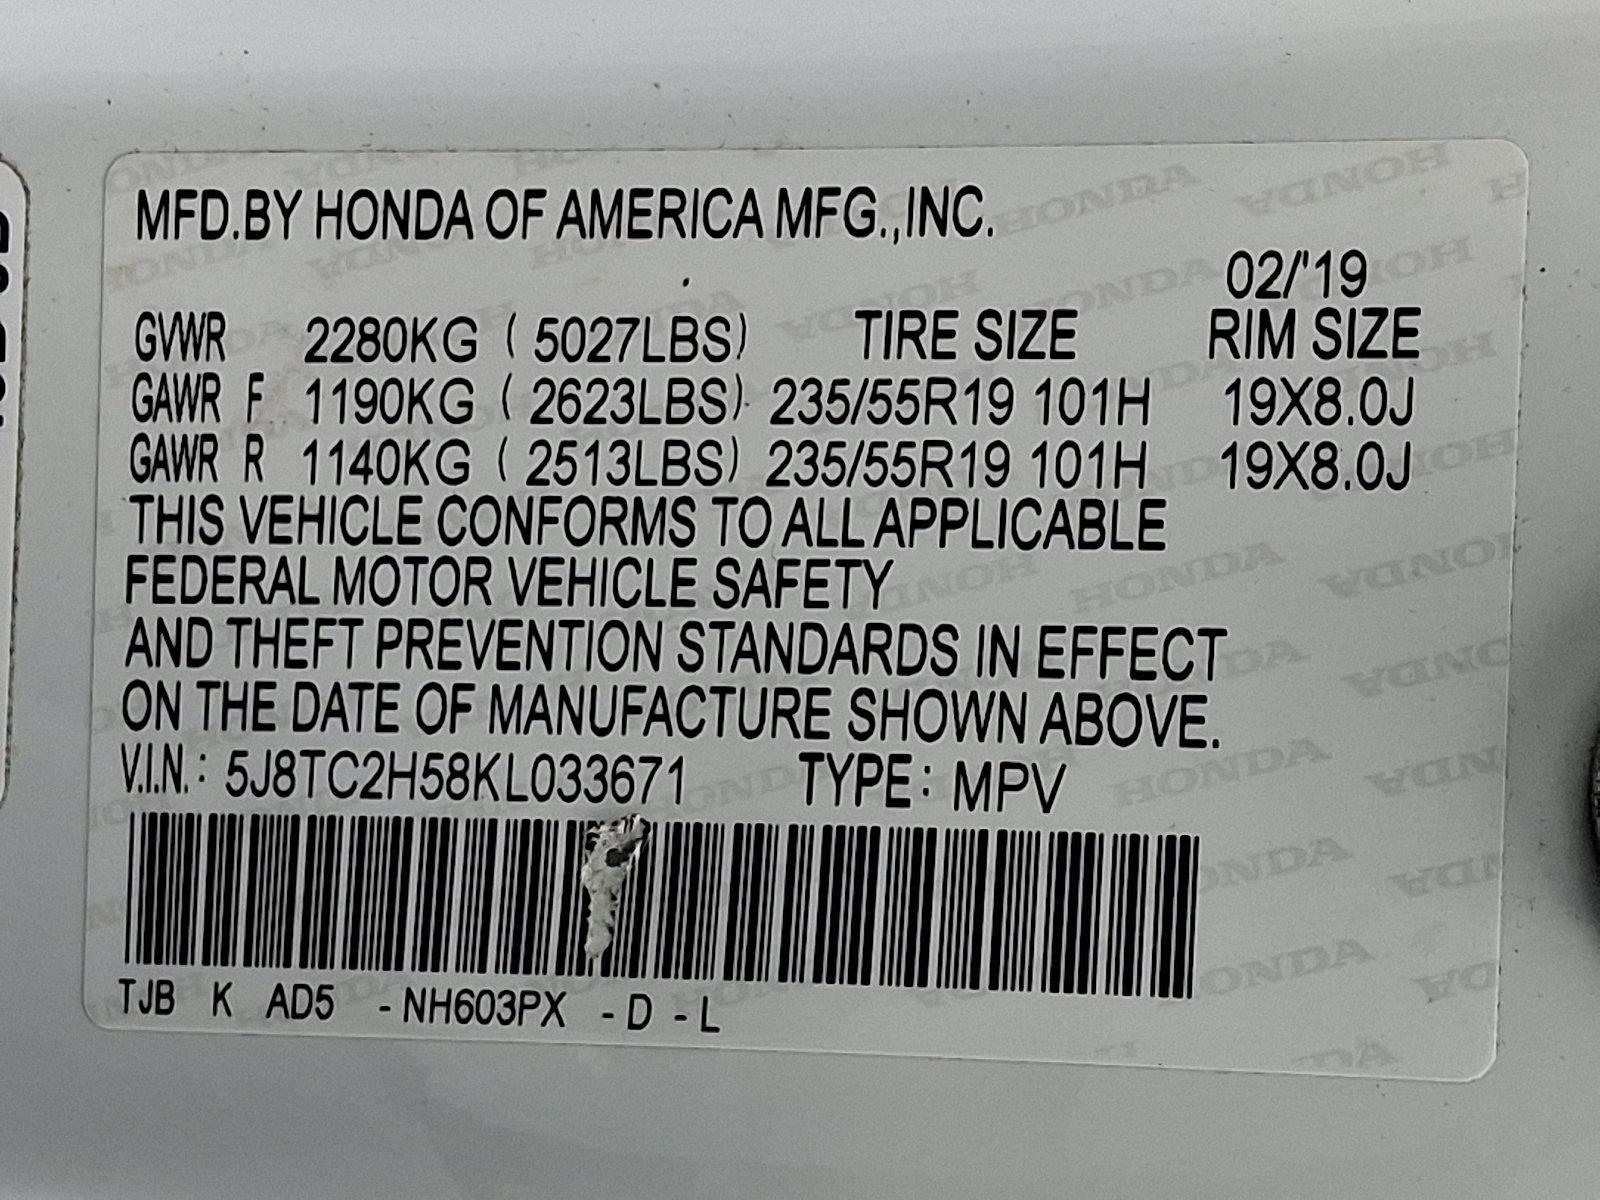 MFD.BY HONDA OF AMERICA MFG.,INC.
02/'19
GVWR 2280KG ( 5027LBS) TIRE SIZE RIM SIZE
GAWR F 1190KG ( 2623LBS) 235/55R19 101H 19X8.0J
GAWR R 1140KG ( 2513LBS) 235/55R19 101H 19X8.0J
THIS VEHICLE CONFORMS TO ALL APPLICABLE
FEDERAL MOTOR VEHICLE SAFETY
AND THEFT PREVENTION STANDARDS IN EFFECT
ON THE DATE OF MANUFACTURE SHOWN ABOVE.
V.I.N.: 5J8TC2H58KL033671 TYPE: MPV
TJB K AD5 -NH603PX -D -L